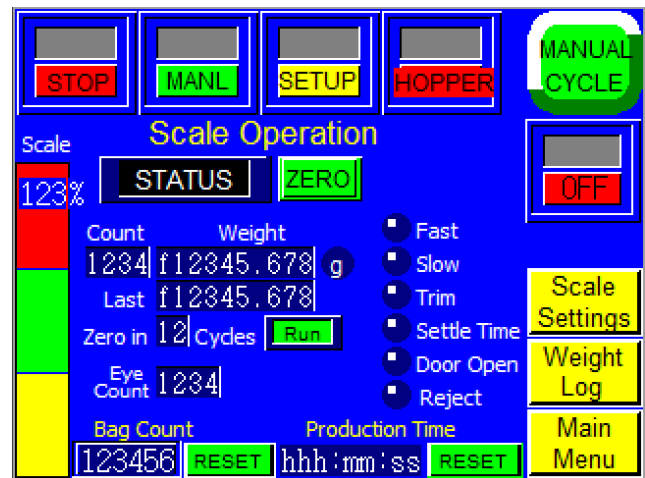 STOP MANL SETUP HOPPER MANUAL
CYCLE
Scale Operation
Scale
STATUS ZERO OFF
123%
Count Weight
1234 f12345.678 g
Last f12345.678
Zero in 12 Cycles Run
Eye
Count 1234
Fast
Slow
Trim
Settle Time
Door Open
Reject
Scale
Settings
Weight
Log
Main
Menu
Bag Count Production Time
123456 RESET hhh:mm:ss RESET